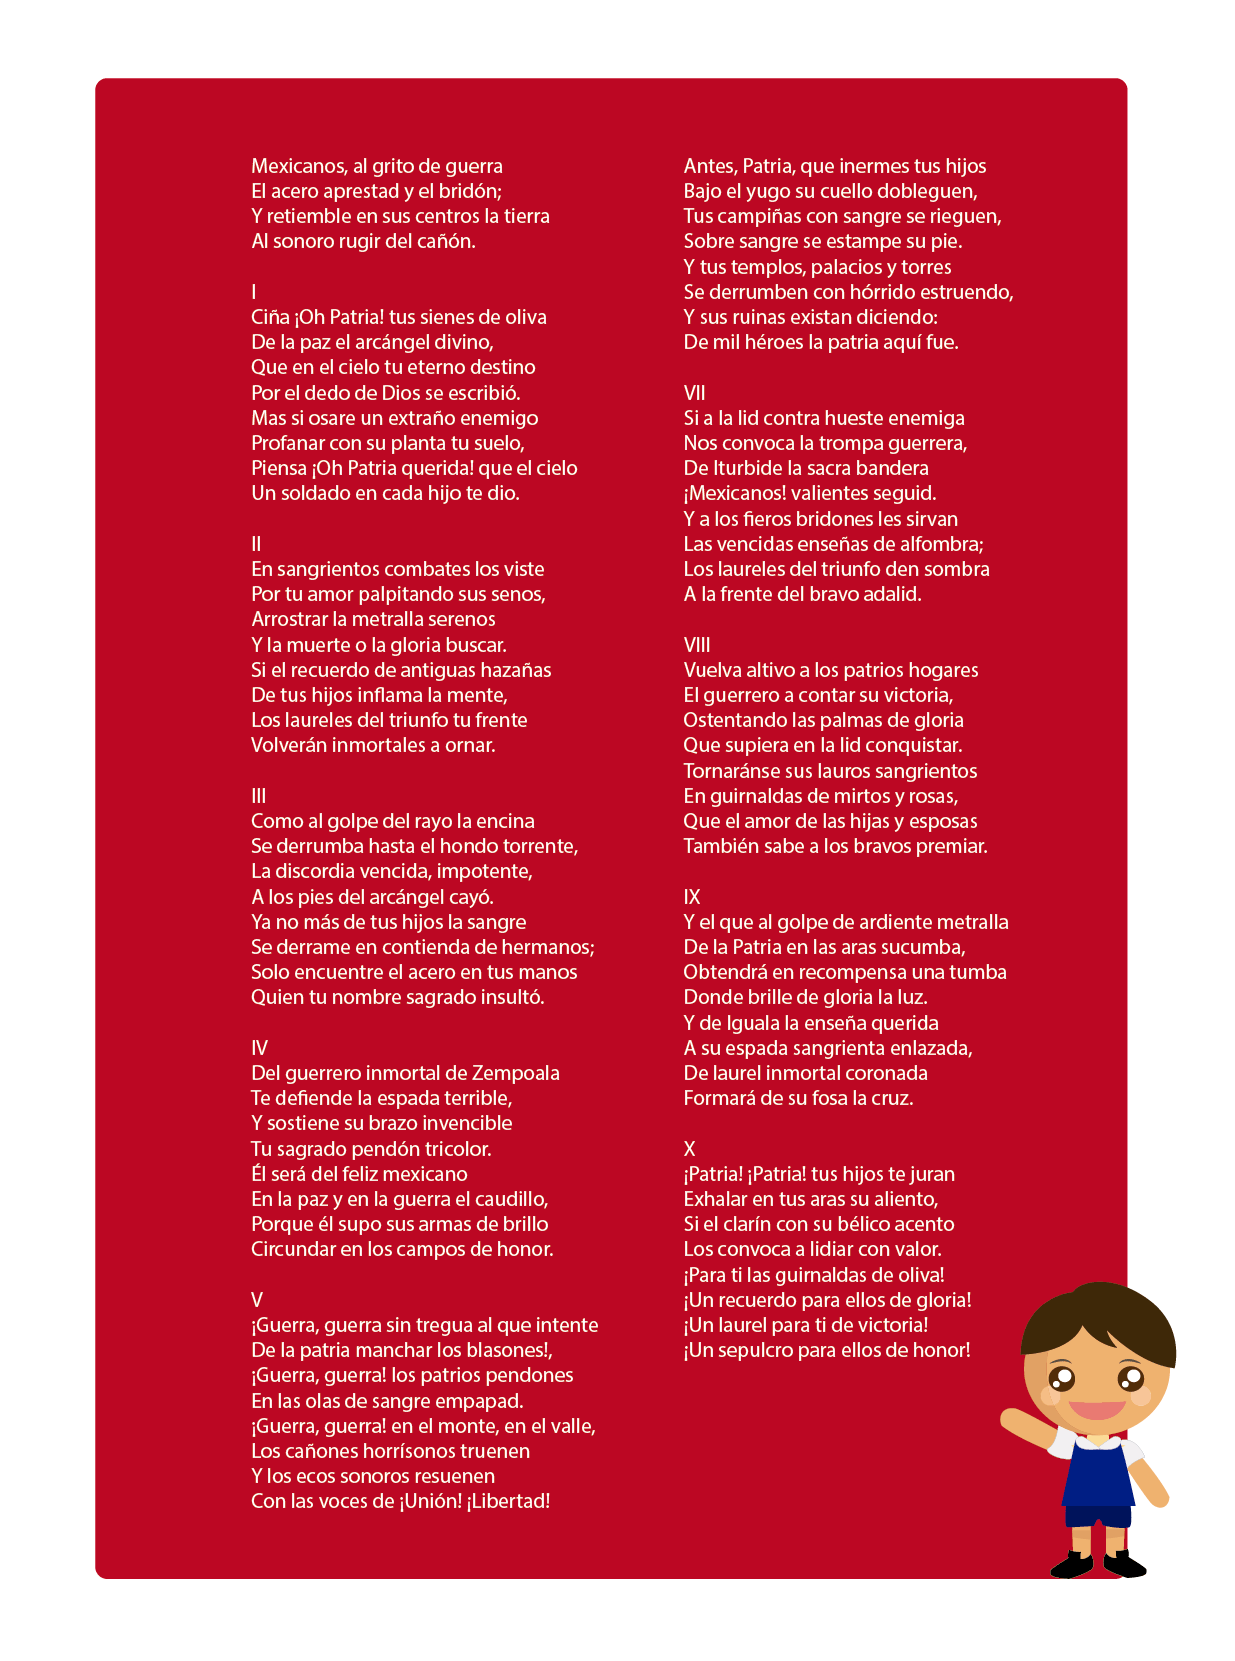 Mexicanos, al grito de guerra
El acero aprestad y el bridón;
Y retiemble en sus centros la tierra
Al sonoro rugir del cañón.

I
Ciña ¡Oh Patria! tus sienes de oliva
De la paz el arcángel divino,
Que en el cielo tu eterno destino
Por el dedo de Dios se escribió.
Mas si osare un extraño enemigo
Profanar con su planta tu suelo,
Piensa ¡Oh Patria querida! que el cielo
Un soldado en cada hijo te dio.

II
En sangrientos combates los viste
Por tu amor palpitando sus senos,
Arrostrar la metralla serenos
Y la muerte o la gloria buscar.
Si el recuerdo de antiguas hazañas
De tus hijos inflama la mente,
Los laureles del triunfo tu frente
Volverán inmortales a ornar.

III
Como al golpe del rayo la encina
Se derrumba hasta el hondo torrente,
La discordia vencida, impotente,
A los pies del arcángel cayó.
Ya no más de tus hijos la sangre
Se derrame en contienda de hermanos;
Solo encuentre el acero en tus manos
Quien tu nombre sagrado insultó.

IV
Del guerrero inmortal de Zempoala
Te defiende la espada terrible,
Y sostiene su brazo invencible
Tu sagrado pendón tricolor.
Él será del feliz mexicano
En la paz y en la guerra el caudillo,
Porque él supo sus armas de brillo
Circundar en los campos de honor.

V
¡Guerra, guerra sin tregua al que intente
De la patria manchar los blasones!,
¡Guerra, guerra! los patrios pendones
En las olas de sangre empapad.
¡Guerra, guerra! en el monte, en el valle,
Los cañones horrísonos truenen
Y los ecos sonoros resuenen
Con las voces de ¡Unión! ¡Libertad!

Antes, Patria, que inermes tus hijos
Bajo el yugo su cuello dobleguen,
Tus campiñas con sangre se rieguen,
Sobre sangre se estampe su pie.
Y tus templos, palacios y torres
Se derrumben con hórrido estruendo,
Y sus ruinas existan diciendo:
De mil héroes la patria aquí fue.

VII
Si a la lid contra hueste enemiga
Nos convoca la trompa guerrera,
De Iturbide la sacra bandera
¡Mexicanos! valientes seguid.
Y a los fieros bridones les sirvan
Las vencidas enseñas de alfombra;
Los laureles del triunfo den sombra
A la frente del bravo adalid.

VIII
Vuelva altivo a los patrios hogares
El guerrero a contar su victoria,
Ostentando las palmas de gloria
Que supiera en la lid conquistar.
Tornaránse sus lauros sangrientos
En guirnaldas de mirtos y rosas,
Que el amor de las hijas y esposas
También sabe a los bravos premiar.

IX
Y el que al golpe de ardiente metralla
De la Patria en las aras sucumba,
Obtendrá en recompensa una tumba
Donde brille de gloria la luz.
Y de Iguala la enseña querida
A su espada sangrienta enlazada,
De laurel inmortal coronada
Formará de su fosa la cruz.

X
¡Patria! ¡Patria! tus hijos te juran
Exhalar en tus aras su aliento,
Si el clarín con su bélico acento
Los convoca a lidiar con valor.
¡Para ti las guirnaldas de oliva!
¡Un recuerdo para ellos de gloria!
¡Un laurel para ti de victoria!
¡Un sepulcro para ellos de honor!